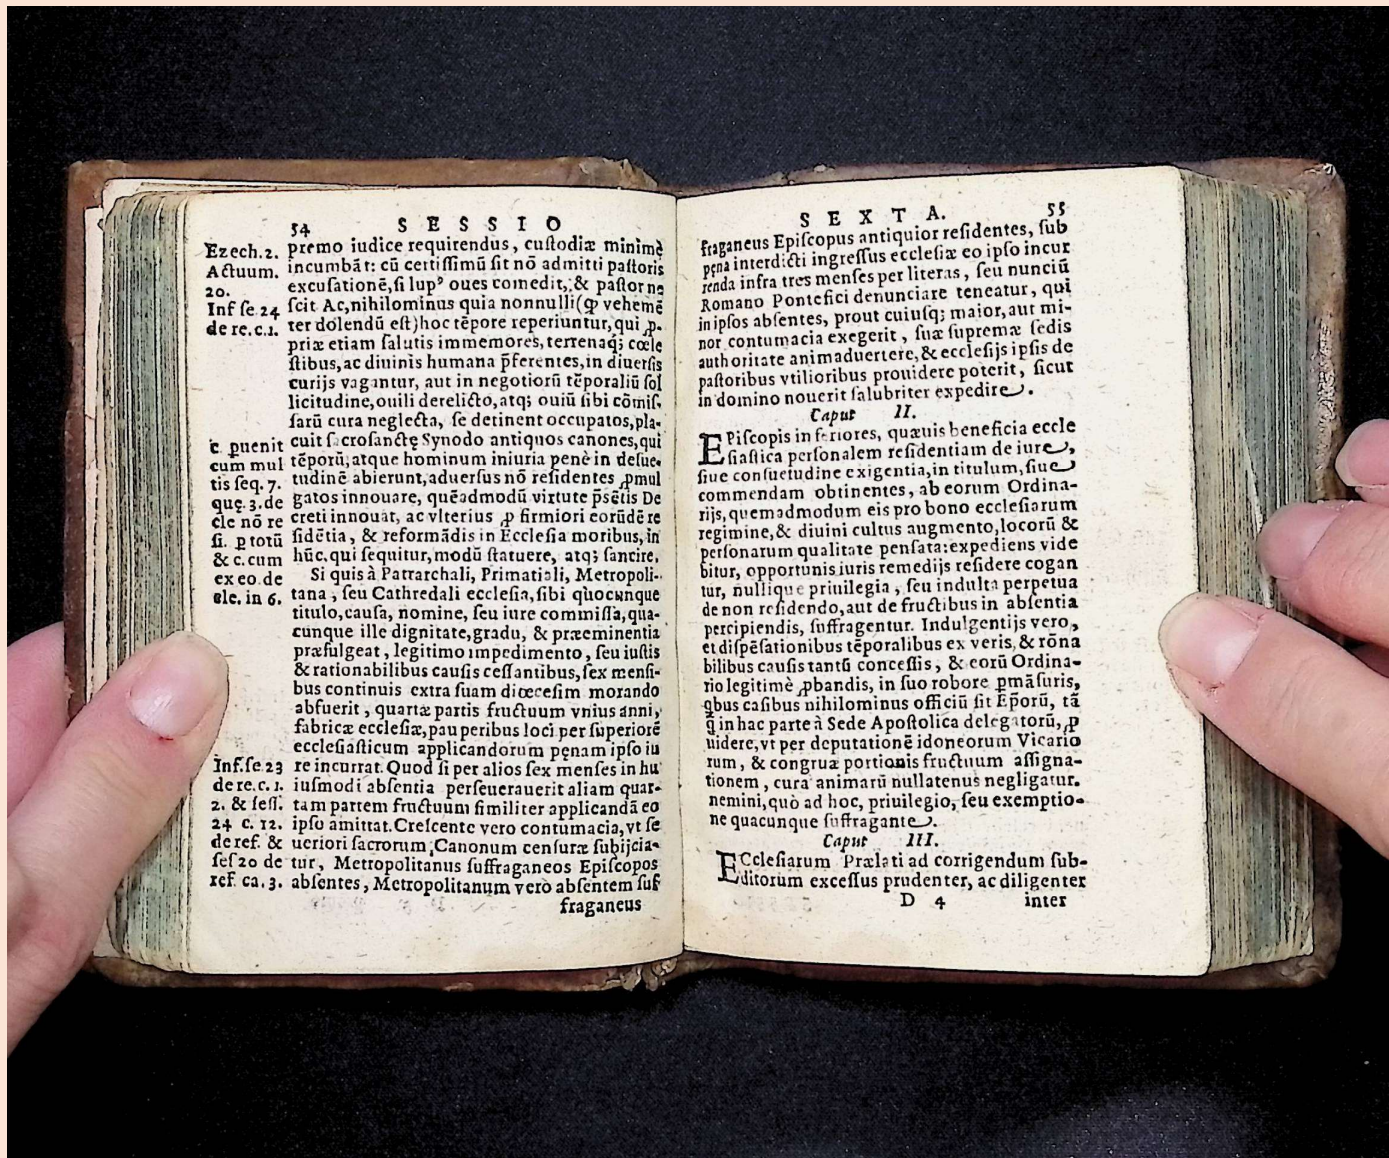 54 SESSIO
Ezech.2.
Actuum.
20.
Inf se 24
de re.c.1.
c ꝑuenit
cum mul
tis seq. 7.
quę. 3. de
cle nō re
si. ꝑ totū
& c. cum
ex eo. de
ele. in 6.
Inf. se 23
de re. c. 1.
2. & sess.
24 c. 12.
de ref. &
ses 20 de
ref. ca. 3.
premo iudice requirendus, custodiæ minimè
incumbāt: cū certissimū sit nō admitti pastoris
excusationē, si lupꝰ oues comedit, & pastor ne
scit. Ac, nihilominus quia nonnulli (ꝙ vehemē
ter dolendū est) hoc tēpore reperiuntur, qui ꝓ-
priæ etiam salutis immemores, terrenaq; cœle
stibus, ac diuinis humana p̄ferentes, in diuersis
curijs vagantur, aut in negotiorū tēporaliū sol
licitudine, ouili derelicto, atq; ouiū sibi cōmis-
sarū cura neglecta, se detinent occupatos, pla-
cuit sacrosanctę Synodo antiquos canones, qui
tēporū, atque hominum iniuria penè in desue-
tudinē abierunt, aduersus nō residentes ꝓmul
gatos innouare, quēadmodū virtute p̄sētis De
creti innouat, ac vlterius ꝓ firmiori eorūdē re
sidētia, & reformādis in Ecclesia moribus, in
hūc, qui sequitur, modū statuere, atq; sancire.
Si quis à Patrarchali, Primatiali, Metropoli-
tana, seu Cathedrali ecclesia, sibi quocunque
titulo, causa, nomine, seu iure commissa, qua-
cunque ille dignitate, gradu, & præeminentia
præfulgeat, legitimo impedimento, seu iustis
& rationabilibus causis cessantibus, sex mensi-
bus continuis extra suam diœcesim morando
abfuerit, quartæ partis fructuum vnius anni,
fabricæ ecclesiæ, pauperibus loci per superiorē
ecclesiasticum applicandorum pęnam ipso iu
re incurrat. Quod si per alios sex menses in hu
iusmodi absentia perseuerauerit aliam quar-
tam partem fructuum similiter applicandā eo
ipso amittat. Crescente vero contumacia, vt se
ueriori sacrorum Canonum censuræ subijcia-
tur, Metropolitanus suffraganeos Episcopos
absentes, Metropolitanum verò absentem suf
fraganeus
SEXTA. 55
fraganeus Episcopus antiquior residentes, sub
pęna interdicti ingressus ecclesiæ eo ipso incur
renda infra tres menses per literas, seu nunciū
Romano Pontefici denunciare teneatur, qui
in ipsos absentes, prout cuiusq; maior, aut mi-
nor contumacia exegerit, suæ supremæ sedis
authoritate animaduertere, & ecclesijs ipsis de
pastoribus vtilioribus prouidere poterit, sicut
in domino nouerit salubriter expedire.
Caput II.
EPiscopis inferiores, quæuis beneficia eccle
siastica personalem residentiam de iure,
siue consuetudine exigentia, in titulum, siue
commendam obtinentes, ab eorum Ordina-
rijs, quemadmodum eis pro bono ecclesiarum
regimine, & diuini cultus augmento, locorū &
personarum qualitate pensata: expediens vide
bitur, opportunis iuris remedijs residere cogan
tur, nullique priuilegia, seu indulta perpetua
de non residendo, aut de fructibus in absentia
percipiendis, suffragentur. Indulgentijs vero,
et dispēsationibus tēporalibus ex veris, & rōna
bilibus causis tantū concessis, & eorū Ordina-
rio legitimè ꝓbandis, in suo robore ꝑmāsuris,
qbus casibus nihilominus officiū sit Ep̄orū, tā
q̄ in hac parte à Sede Apostolica delegatorū, ꝓ
uidere, vt per deputationē idoneorum Vicario
rum, & congruæ portionis fructuum assigna-
tionem, cura animarū nullatenus negligatur.
nemini, quò ad hoc, priuilegio, seu exemptio-
ne quacunque suffragante.
Caput III.
ECclesiarum Prælati ad corrigendum sub-
ditorum excessus prudenter, ac diligenter
D 4 inter